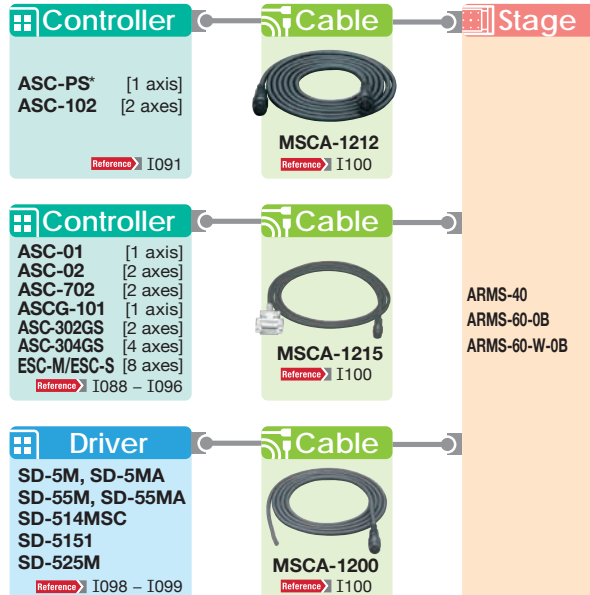 Controller
Cable
Stage
ASC-PS* [1 axis]
ASC-102 [2 axes]
Reference I091
MSCA-1212
Reference I100
Controller
Cable
ASC-01 [1 axis]
ASC-02 [2 axes]
ASC-702 [2 axes]
ASCG-101 [1 axis]
ASC-302GS [2 axes]
ASC-304GS [4 axes]
ESC-M/ESC-S [8 axes]
Reference I088 – I096
MSCA-1215
Reference I100
ARMS-40
ARMS-60-0B
ARMS-60-W-0B
Driver
Cable
SD-5M, SD-5MA
SD-55M, SD-55MA
SD-514MSC
SD-5151
SD-525M
Reference I098 – I099
MSCA-1200
Reference I100